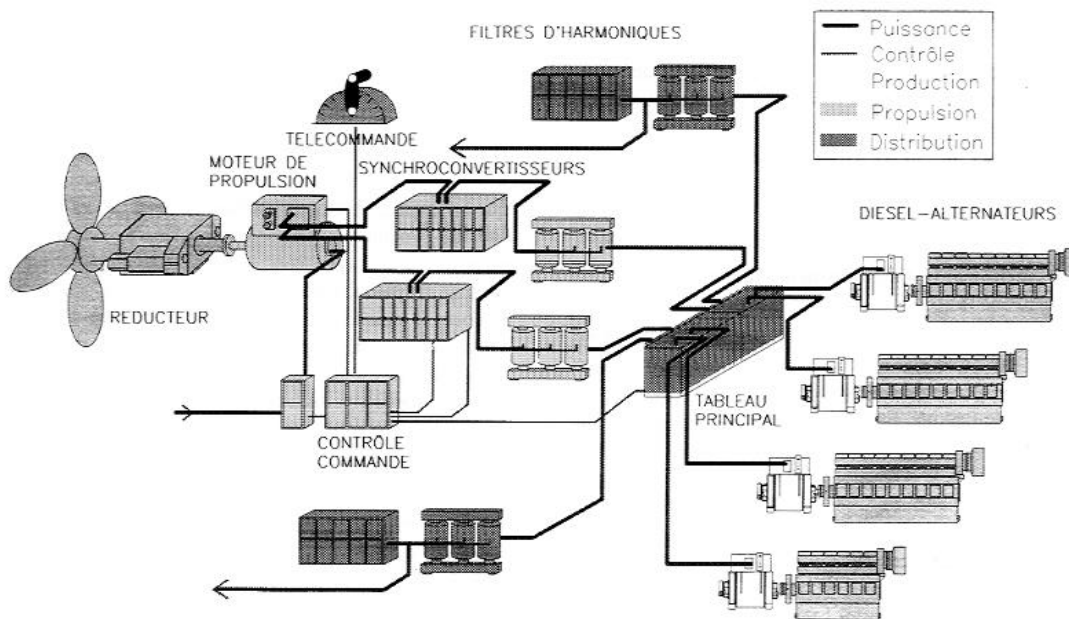 FILTRES D'HARMONIQUES
Puissance
Contrôle
Production
Propulsion
Distribution
TELECOMMANDE
MOTEUR DE
PROPULSION
SYNCHROCONVERTISSEURS
DIESEL-ALTERNATEURS
REDUCTEUR
TABLEAU
PRINCIPAL
CONTRÔLE
COMMANDE